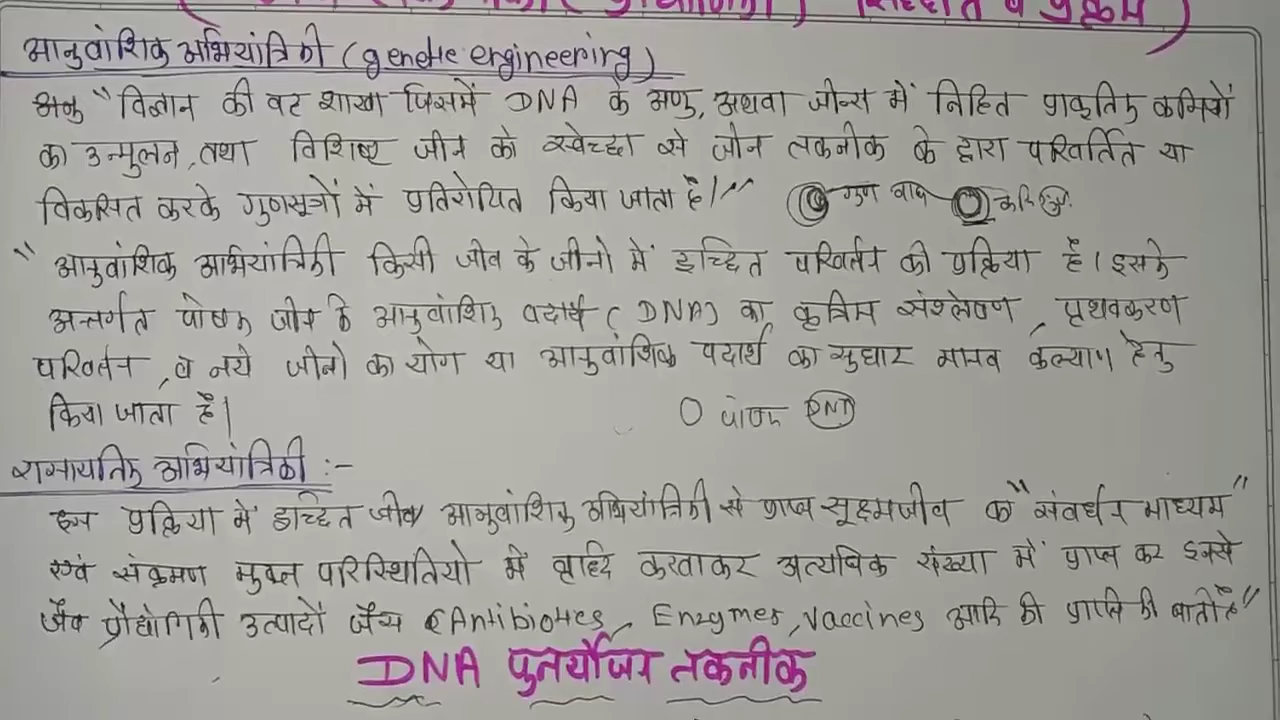 सिद्धांत व प्रक्रम)
आनुवांशिक अभियांत्रिकी (genetic engineering)
"विज्ञान की वह शाखा जिसमें DNA के अणु, अथवा जीन्स में निहित प्राकृतिक कमियों
का उन्मूलन, तथा विशिष्ट जीन को स्वेच्छा से जीन तकनीक के द्वारा परिवर्तित या
विकसित करके गुणसूत्रों में प्रतिरोपित किया जाता है।"
गुण वाय
"आनुवांशिक अभियांत्रिकी किसी जीव के जीनो में इच्छित परिवर्तन की प्रक्रिया है। इसके
अन्तर्गत पोषक जीव के आनुवांशिक पदार्थ (DNA) का कृत्रिम संश्लेषण, पृथक्करण
परिवर्तन, व नये जीनो का योग या आनुवांशिक पदार्थ का सुधार मानव कल्याण हेतु
किया जाता है।
पोषक
रासायनिक अभियांत्रिकी :-
इस प्रक्रिया में इच्छित जीव आनुवांशिक अभियांत्रिकी से प्राप्त सूक्ष्मजीव को "संवर्धन माध्यम"
एवं संक्रमण मुक्त परिस्थितियो में वृद्धि करवाकर अत्यधिक संख्या में प्राप्त कर इनसे
जैव प्रौद्योगिकी उत्पादों जैसे Antibiotics, Enzymes, Vaccines आदि की प्राप्ति की जाती है"
DNA पुनर्योजन तकनीक